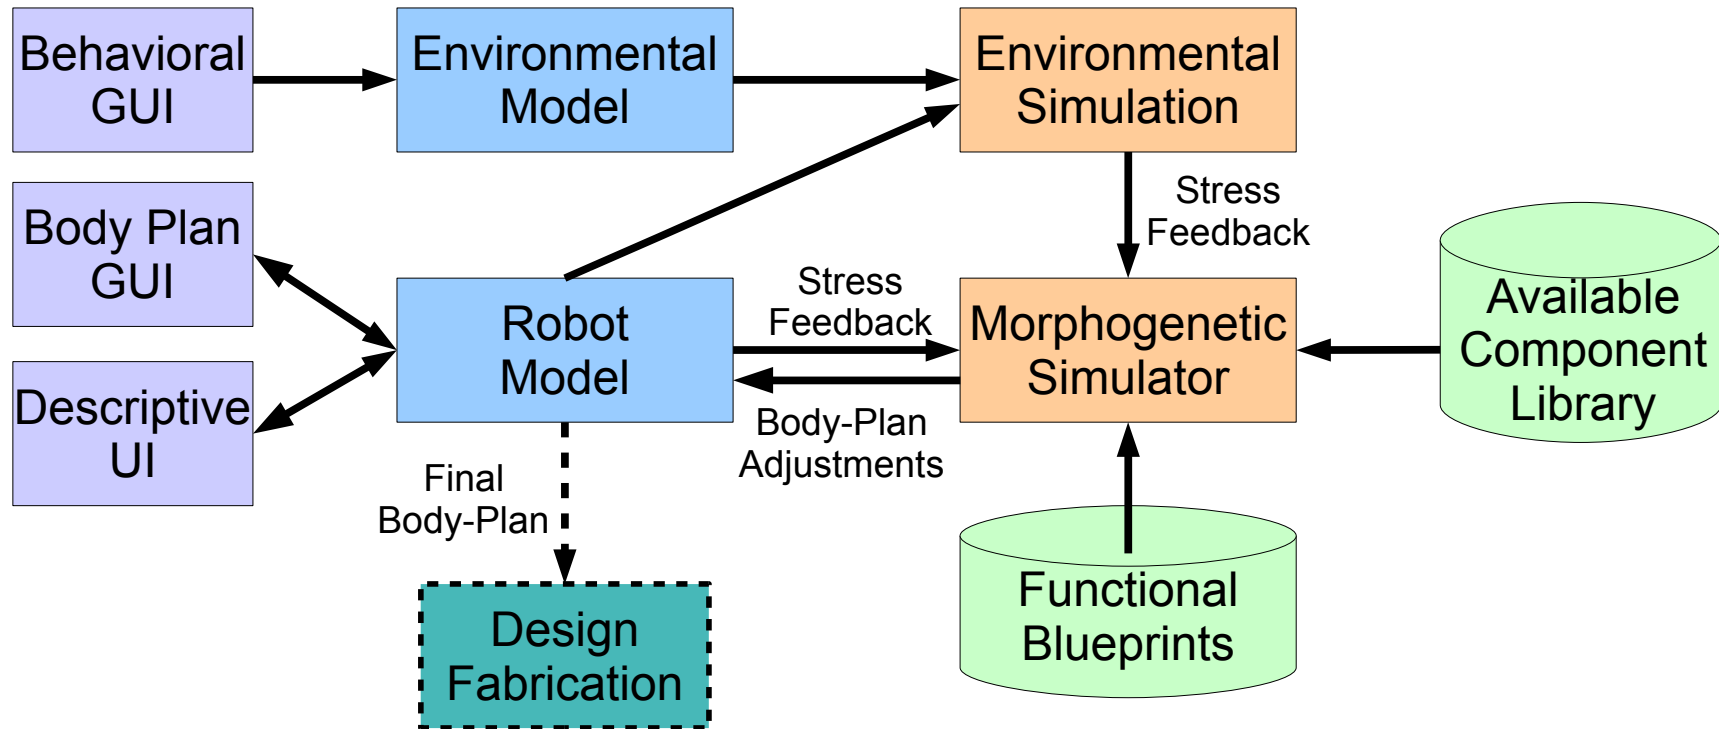 Behavioral
GUI
Environmental
Model
Environmental
Simulation
Stress
Feedback
Body Plan
GUI
Robot
Model
Stress
Feedback
Morphogenetic
Simulator
Available
Component
Library
Descriptive
UI
Body-Plan
Adjustments
Final
Body-Plan
Design
Fabrication
Functional
Blueprints